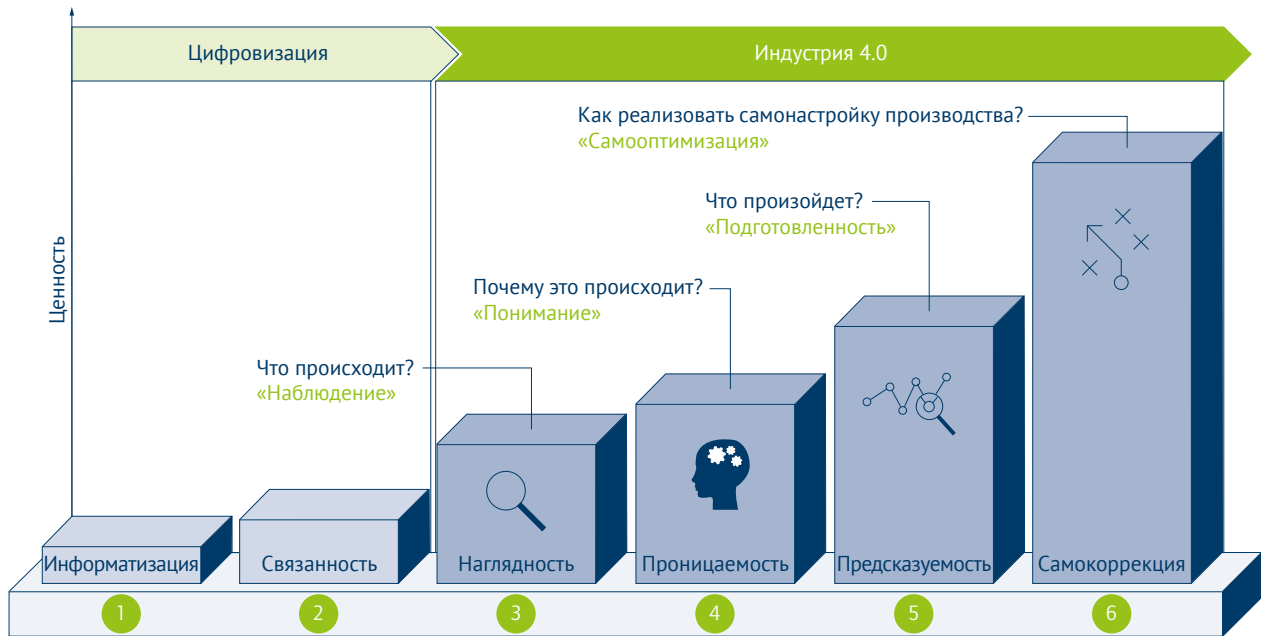 Цифровизация
Индустрия 4.0
Как реализовать самонастройку производства?
«Самооптимизация»
Что произойдет?
«Подготовленность»
Почему это происходит?
«Понимание»
Что происходит?
«Наблюдение»
Ценность
Информатизация
Связанность
Наглядность
Проницаемость
Предсказуемость
Самокоррекция
1
2
3
4
5
6